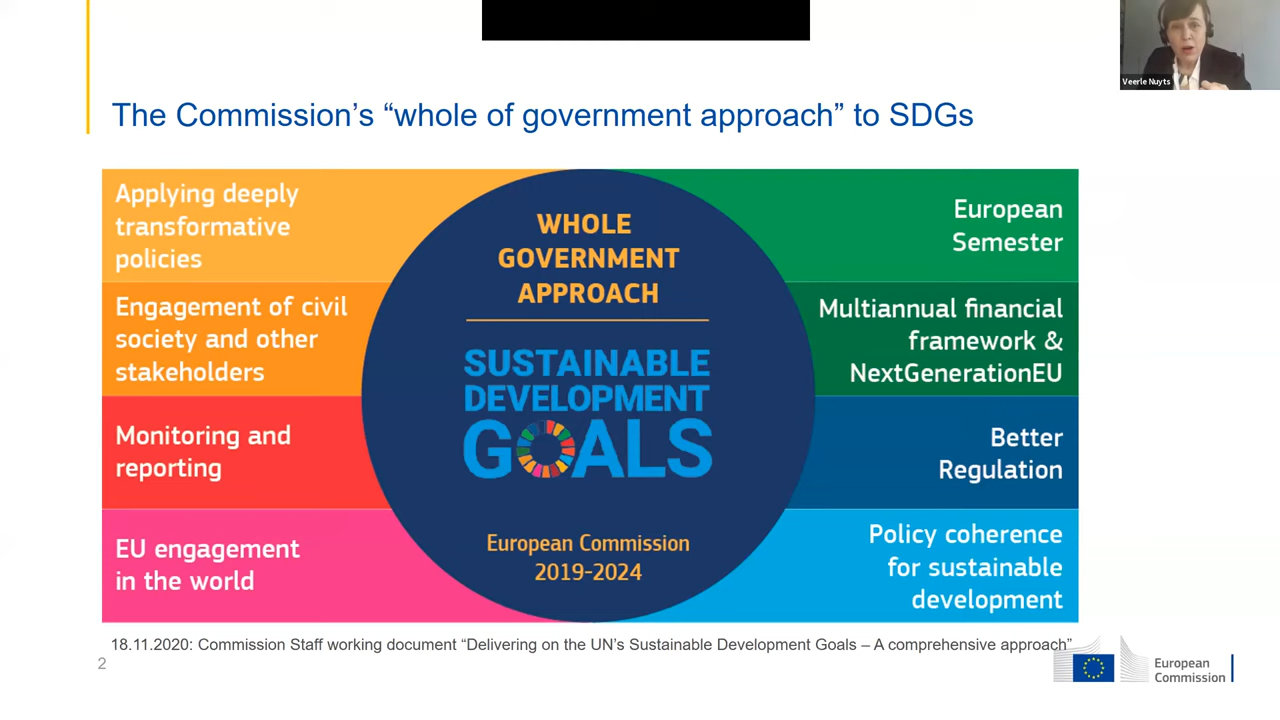 Veerle Nuyts
The Commission’s “whole of government approach” to SDGs
Applying deeply
transformative
policies
Engagement of civil
society and other
stakeholders
Monitoring and
reporting
EU engagement
in the world
WHOLE
GOVERNMENT
APPROACH
SUSTAINABLE
DEVELOPMENT
GOALS
European Commission
2019-2024
European
Semester
Multiannual financial
framework &
NextGenerationEU
Better
Regulation
Policy coherence
for sustainable
development
18.11.2020: Commission Staff working document “Delivering on the UN’s Sustainable Development Goals – A comprehensive approach”
2
European
Commission